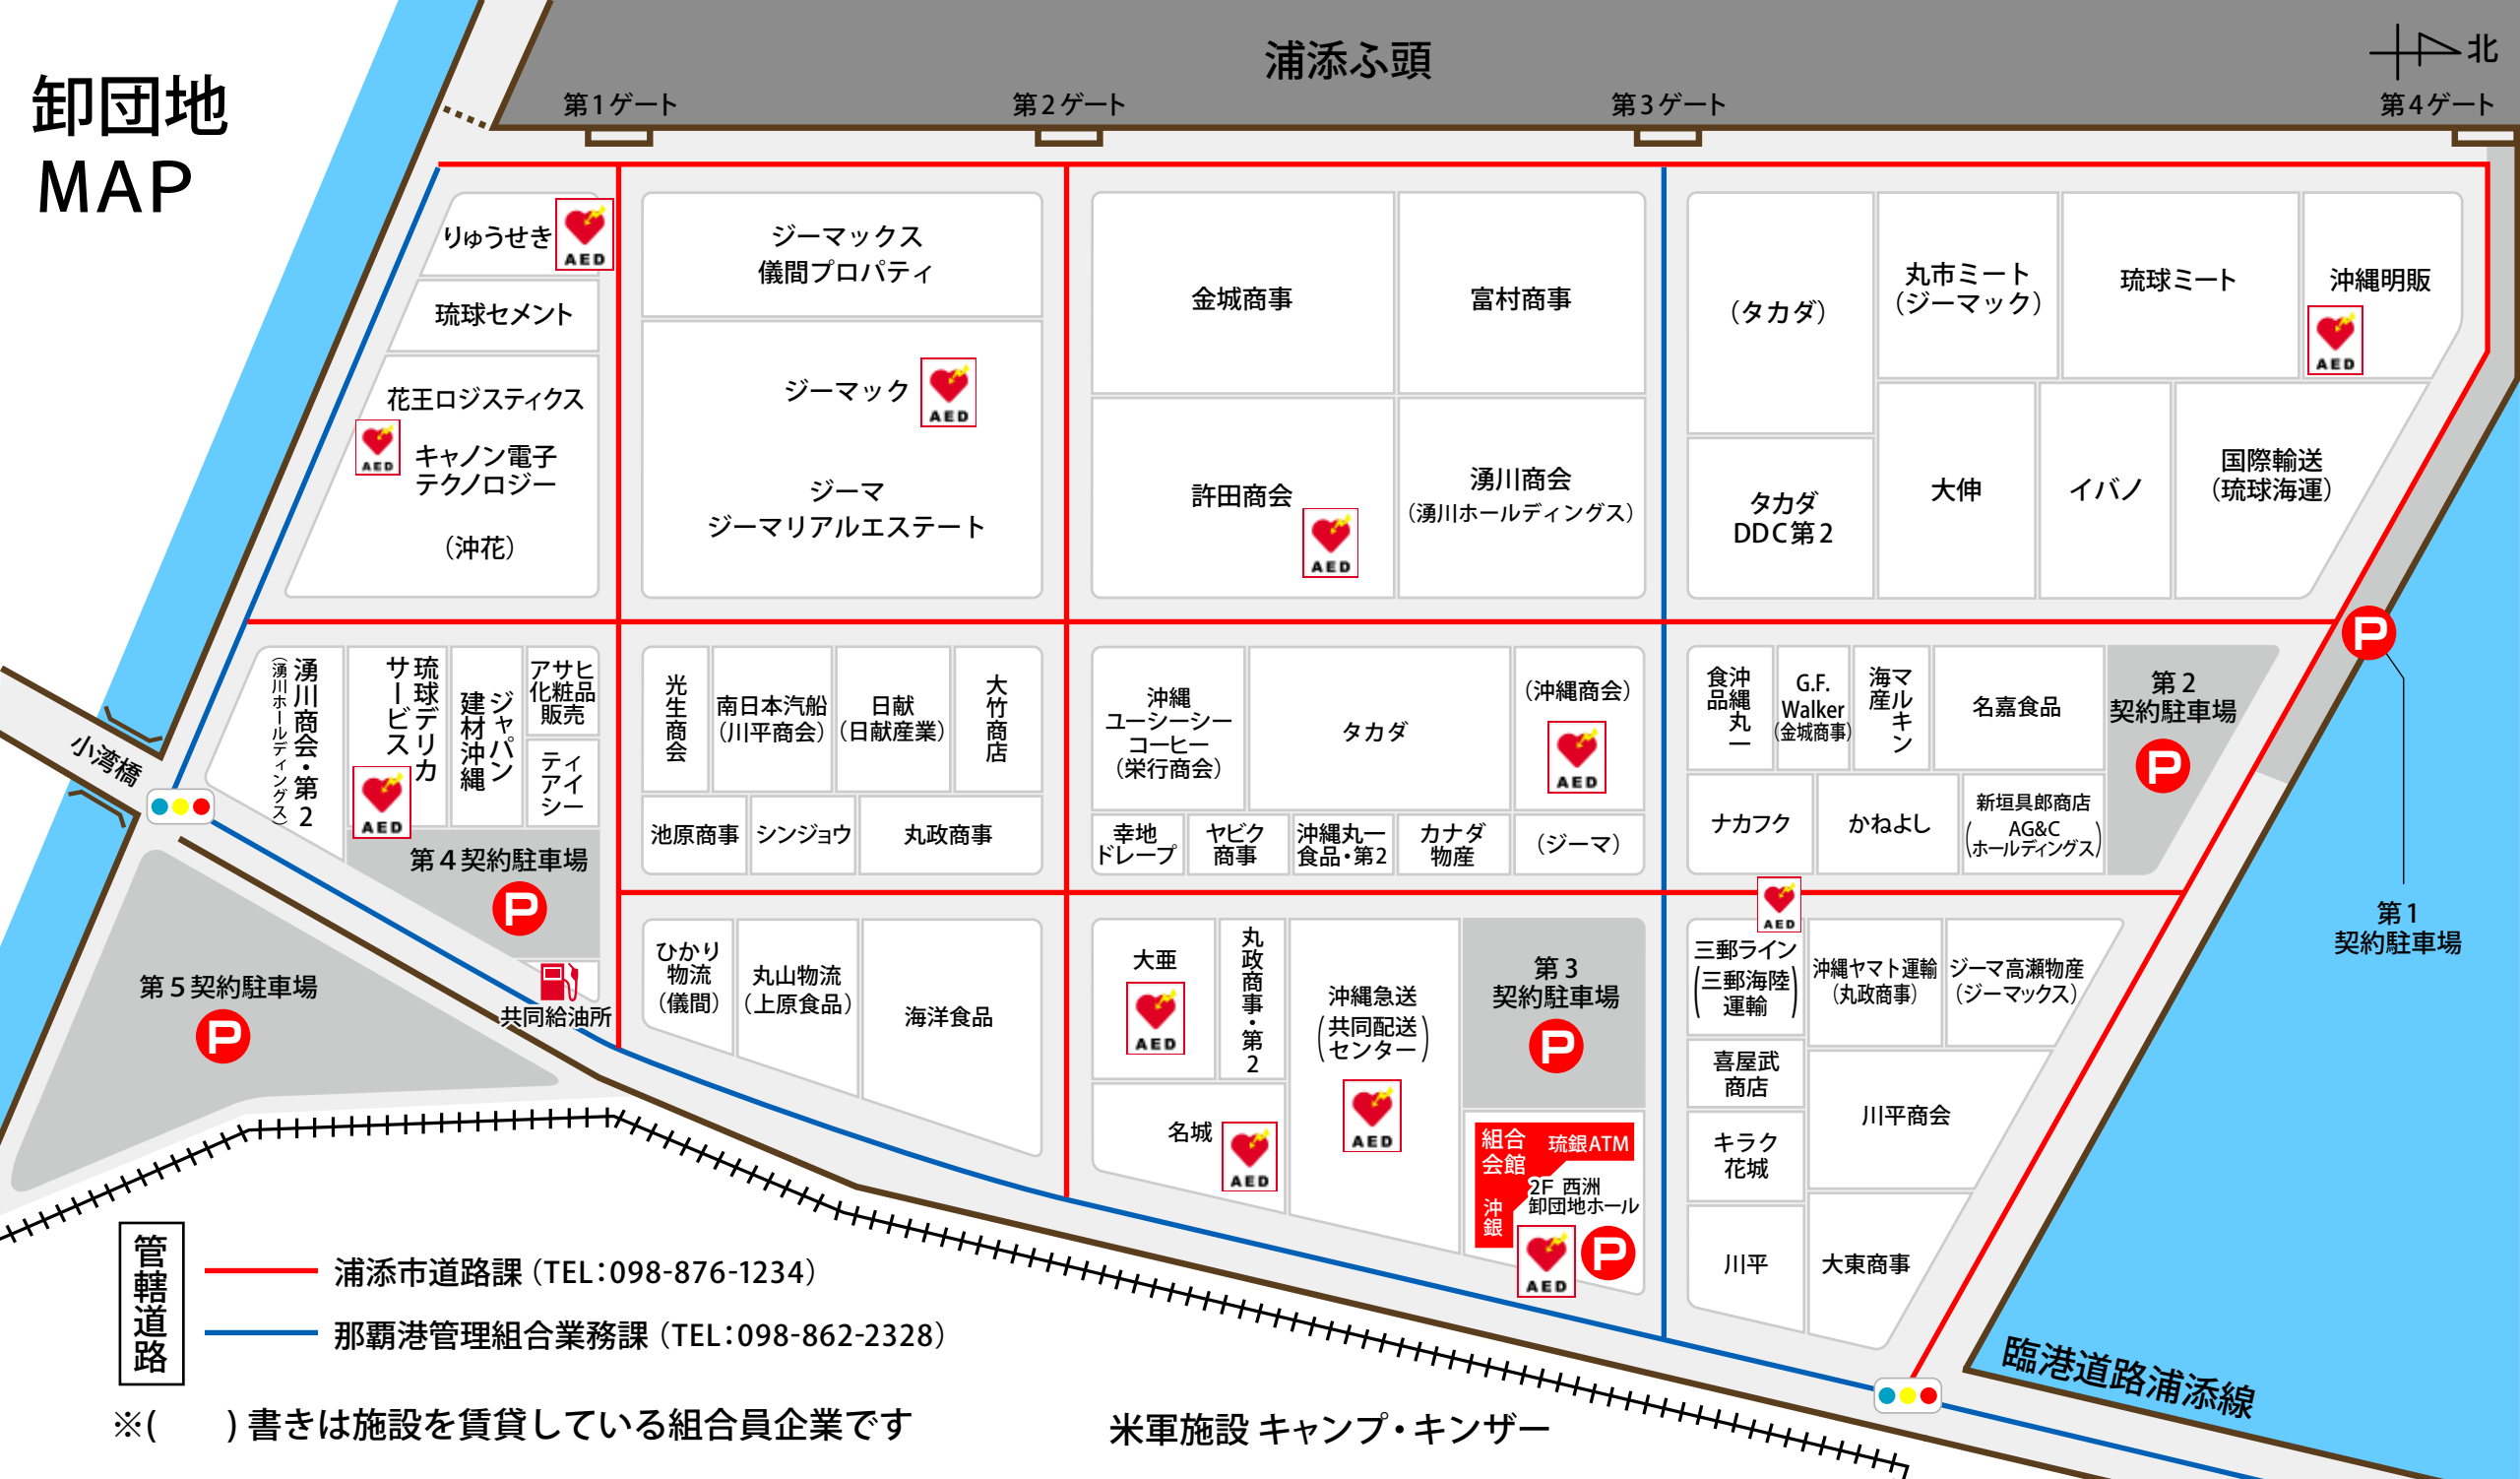 卸団地
MAP
浦添ふ頭
北
第1ゲート
第2ゲート
第3ゲート
第4ゲート
りゅうせき
AED
琉球セメント
花王ロジスティクス
AED
キャノン電子
テクノロジー
（沖花）
ジーマックス
儀間プロパティ
ジーマック
AED
ジーマ
ジーマリアルエステート
金城商事
富村商事
許田商会
AED
湧川商会
（湧川ホールディングス）
（タカダ）
丸市ミート
（ジーマック）
琉球ミート
沖縄明販
AED
タカダ
DDC第2
大伸
イバノ
国際輸送
（琉球海運）
小湾橋
湧川商会・第2
（湧川ホールディングス）
琉球デリカ
サービス
AED
ジャパン
建材沖縄
アサヒ
化粧品
販売
ティ
アイ
シー
第4契約駐車場
P
共同給油所
第5契約駐車場
P
光生商会
南日本汽船
（川平商会）
日献
（日献産業）
大竹商店
池原商事
シンジョウ
丸政商事
沖縄
ユーシーシー
コーヒー
（栄行商会）
タカダ
（沖縄商会）
AED
幸地
ドレープ
ヤビク
商事
沖縄丸一
食品・第2
カナダ
物産
（ジーマ）
沖縄丸一
食品
G.F.
Walker
（金城商事）
マルキン
海産
名嘉食品
第2
契約駐車場
P
ナカフク
かねよし
新垣具郎商店
（AG&C
ホールディングス）
P
第1
契約駐車場
ひかり
物流
（儀間）
丸山物流
（上原食品）
海洋食品
大亜
AED
丸政商事・第2
名城
AED
沖縄急送
（共同配送
センター）
AED
第3
契約駐車場
P
組合
会館
琉銀ATM
沖銀
2F 西洲
卸団地ホール
AED
P
AED
三郵ライン
（三郵海陸
運輸）
沖縄ヤマト運輸
（丸政商事）
ジーマ高瀬物産
（ジーマックス）
喜屋武
商店
川平商会
キラク
花城
川平
大東商事
臨港道路浦添線
管轄道路
浦添市道路課（TEL：098-876-1234）
那覇港管理組合業務課（TEL：098-862-2328）
※(　　)書きは施設を賃貸している組合員企業です
米軍施設 キャンプ・キンザー